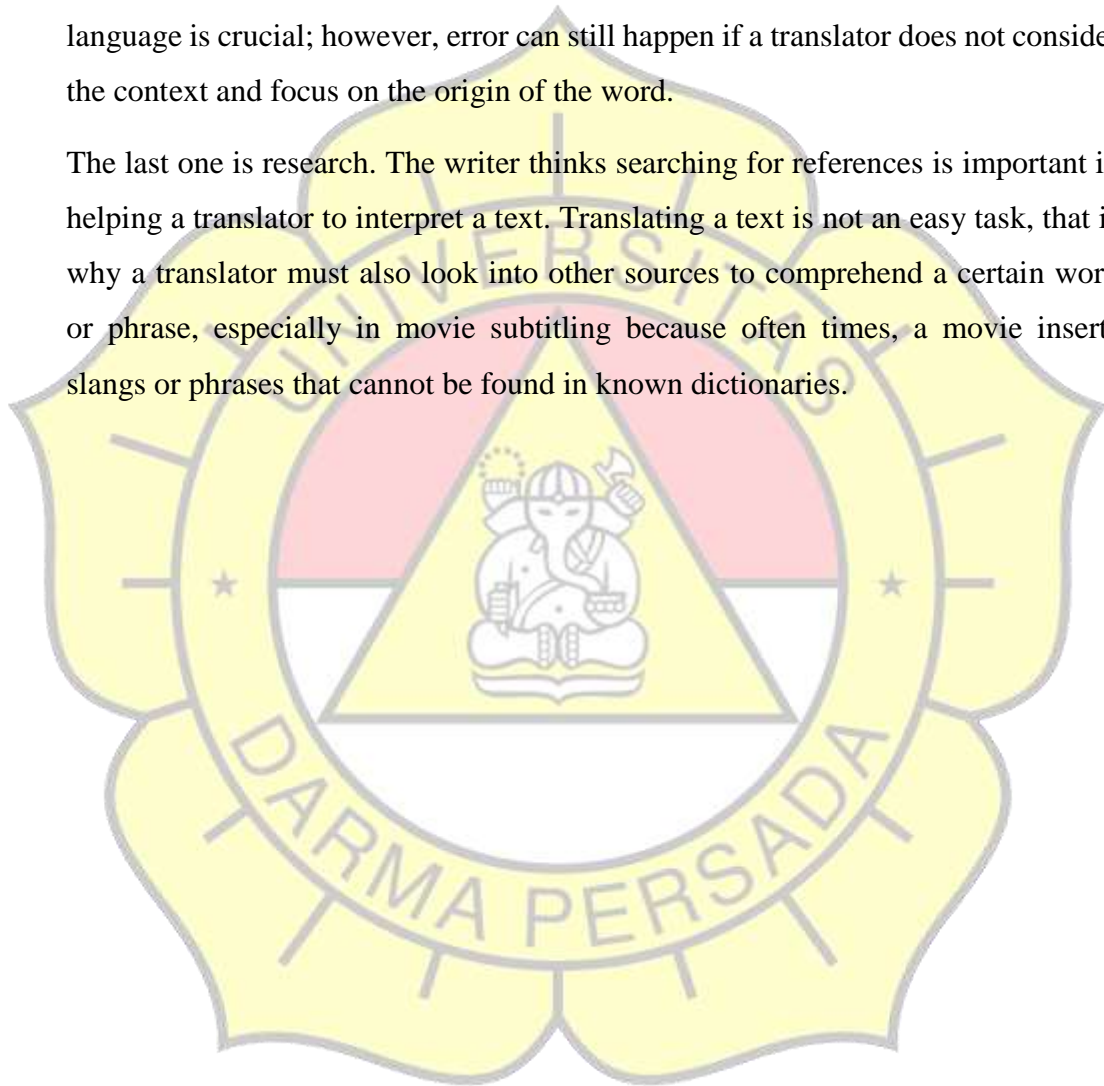 language is crucial; however, error can still happen if a translator does not conside
the context and focus on the origin of the word.
The last one is research. The writer thinks searching for references is important i
helping a translator to interpret a text. Translating a text is not an easy task, that i
why a translator must also look into other sources to comprehend a certain wor
or phrase, especially in movie subtitling because often times, a movie insert
slangs or phrases that cannot be found in known dictionaries.
UNIVERSITAS
DARMA PERSADA